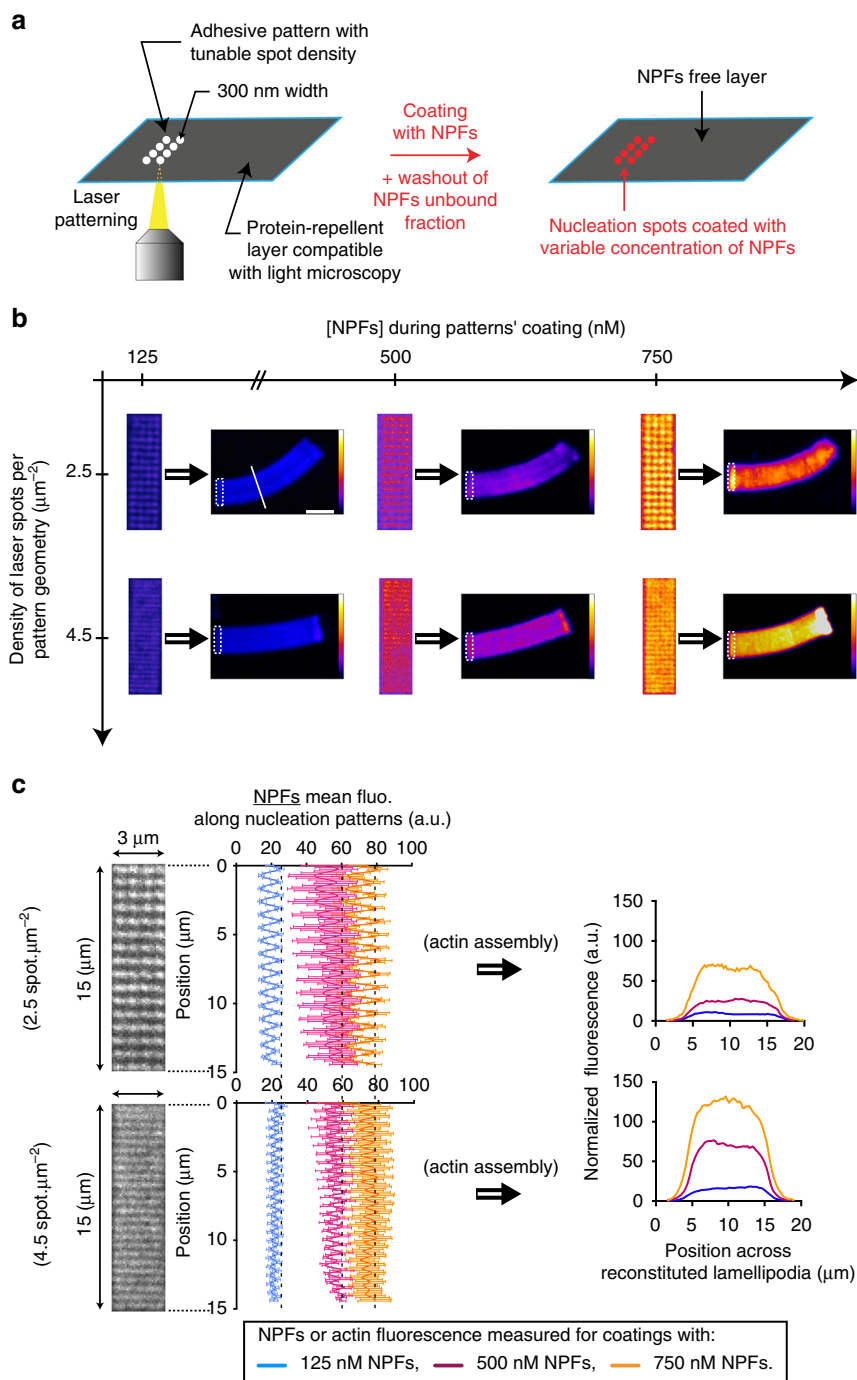 a
Adhesive pattern with
tunable spot density
300 nm width
Laser
patterning
Protein-repellent
layer compatible
with light microscopy
Coating
with NPFs
+ washout of
NPFs unbound
fraction
NPFs free layer
Nucleation spots coated with
variable concentration of NPFs
b
[NPFs] during patterns' coating (nM)
125
500
750
Density of laser spots per
pattern geometry (μm⁻²)
2.5
4.5
c
NPFs mean fluo.
along nucleation patterns (a.u.)
3 μm
0 20 40 60 80 100
(2.5 spot.μm⁻²)
15 (μm)
Position (μm)
0
5
10
15
(actin assembly)
0 20 40 60 80 100
(4.5 spot.μm⁻²)
15 (μm)
Position (μm)
0
5
10
15
(actin assembly)
Normalized fluorescence (a.u.)
150
100
50
0
0 5 10 15 20
150
100
50
0
0 5 10 15 20
Position across
reconstituted lamellipodia (μm)
NPFs or actin fluorescence measured for coatings with:
125 nM NPFs, 500 nM NPFs, 750 nM NPFs.